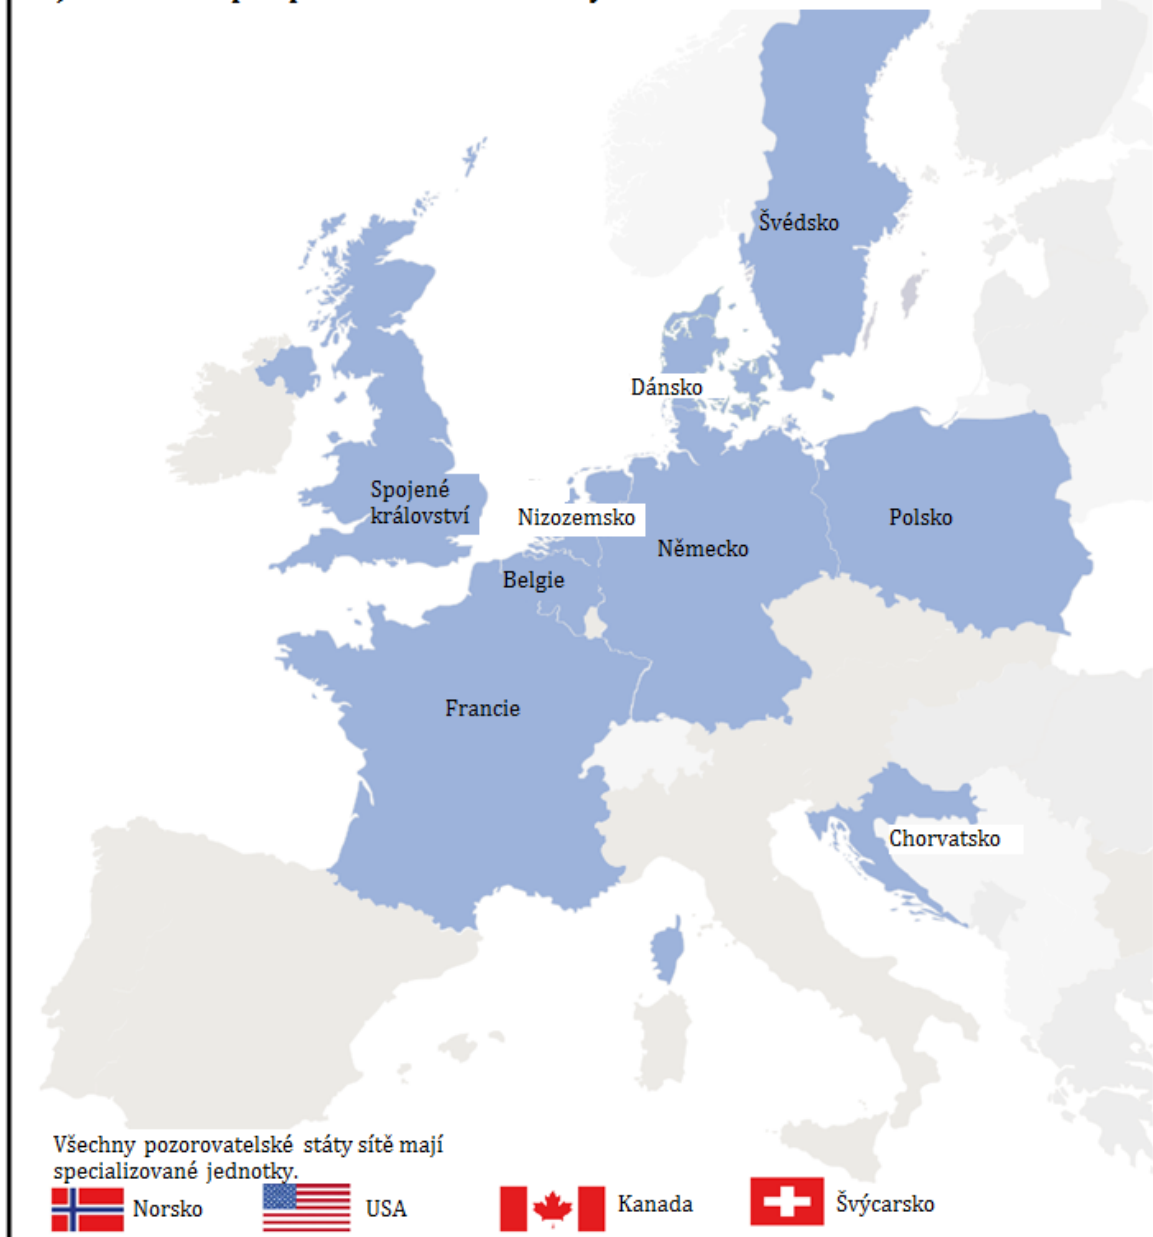 Švédsko
Dánsko
Spojené
království
Nizozemsko
Polsko
Německo
Belgie
Francie
Chorvatsko
Všechny pozorovatelské státy sítě mají
specializované jednotky.
Norsko
USA
Kanada
Švýcarsko